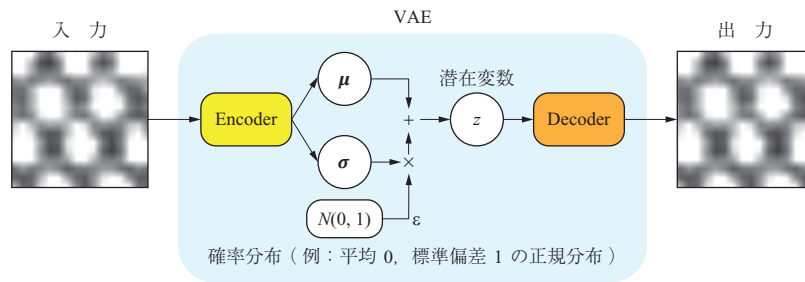 VAE
入 力
出 力
μ
潜在変数
Encoder
+
z
Decoder
σ
×
N(0, 1)
ε
確率分布（例：平均 0，標準偏差 1 の正規分布）